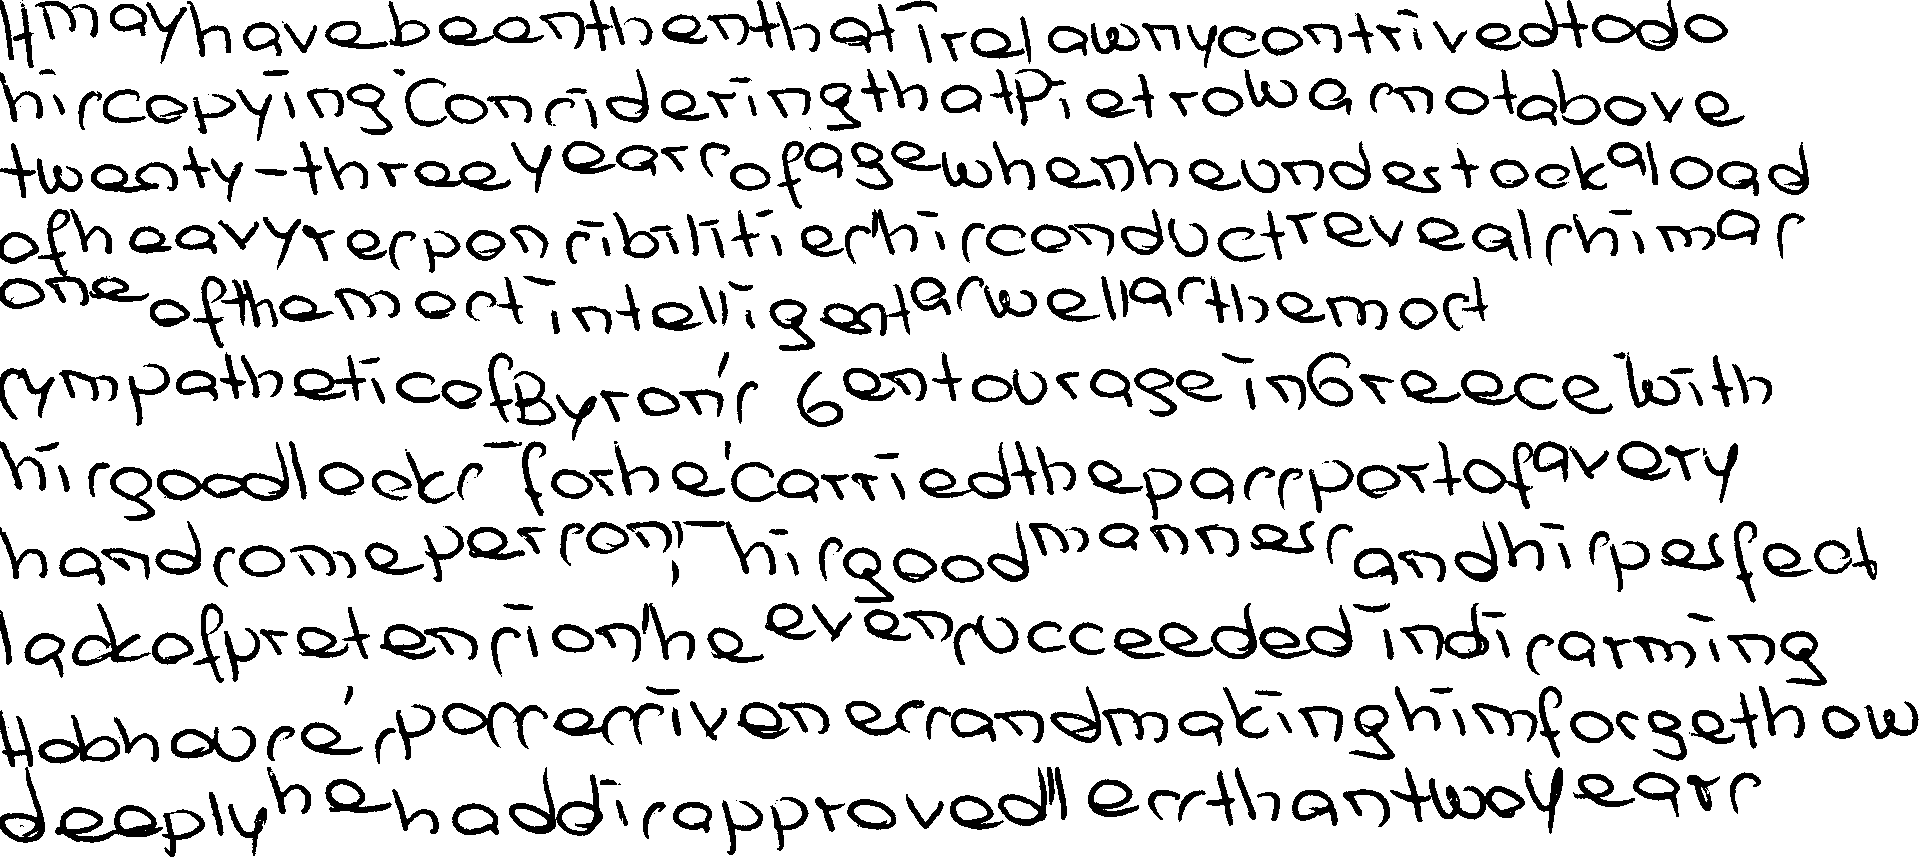 It may have been then that Trelawny contrived to do
his copying. Considering that Pietro was not above
twenty-three years of age when he undertook a load
of heavy responsibilities, his conduct reveals him as
one of the most intelligent as well as the most
sympathetic of Byron's G entourage in Greece. With
his good looks - for he 'carried the passport of a very
handsome person', - his good manners and his perfect
lack of pretension, he even succeeded in disarming
Hobhouse's possessiveness and making him forget how
deeply he had disapproved, less than two years